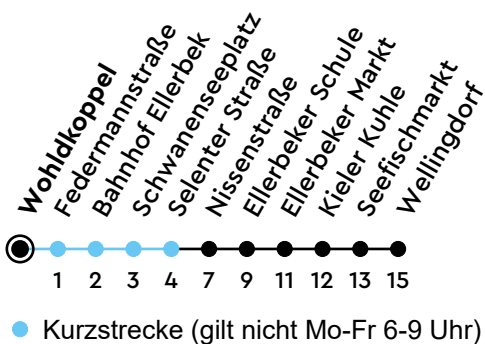 Wohldkoppel
Federmannstraße
Bahnhof Ellerbek
Schwanenseeplatz
Selenter Straße
Nissenstraße
Ellerbeker Schule
Ellerbeker Markt
Kieler Kuhle
Seefischmarkt
Wellingdorf
1 2 3 4 7 9 11 12 13 15
Kurzstrecke (gilt nicht Mo-Fr 6-9 Uhr)